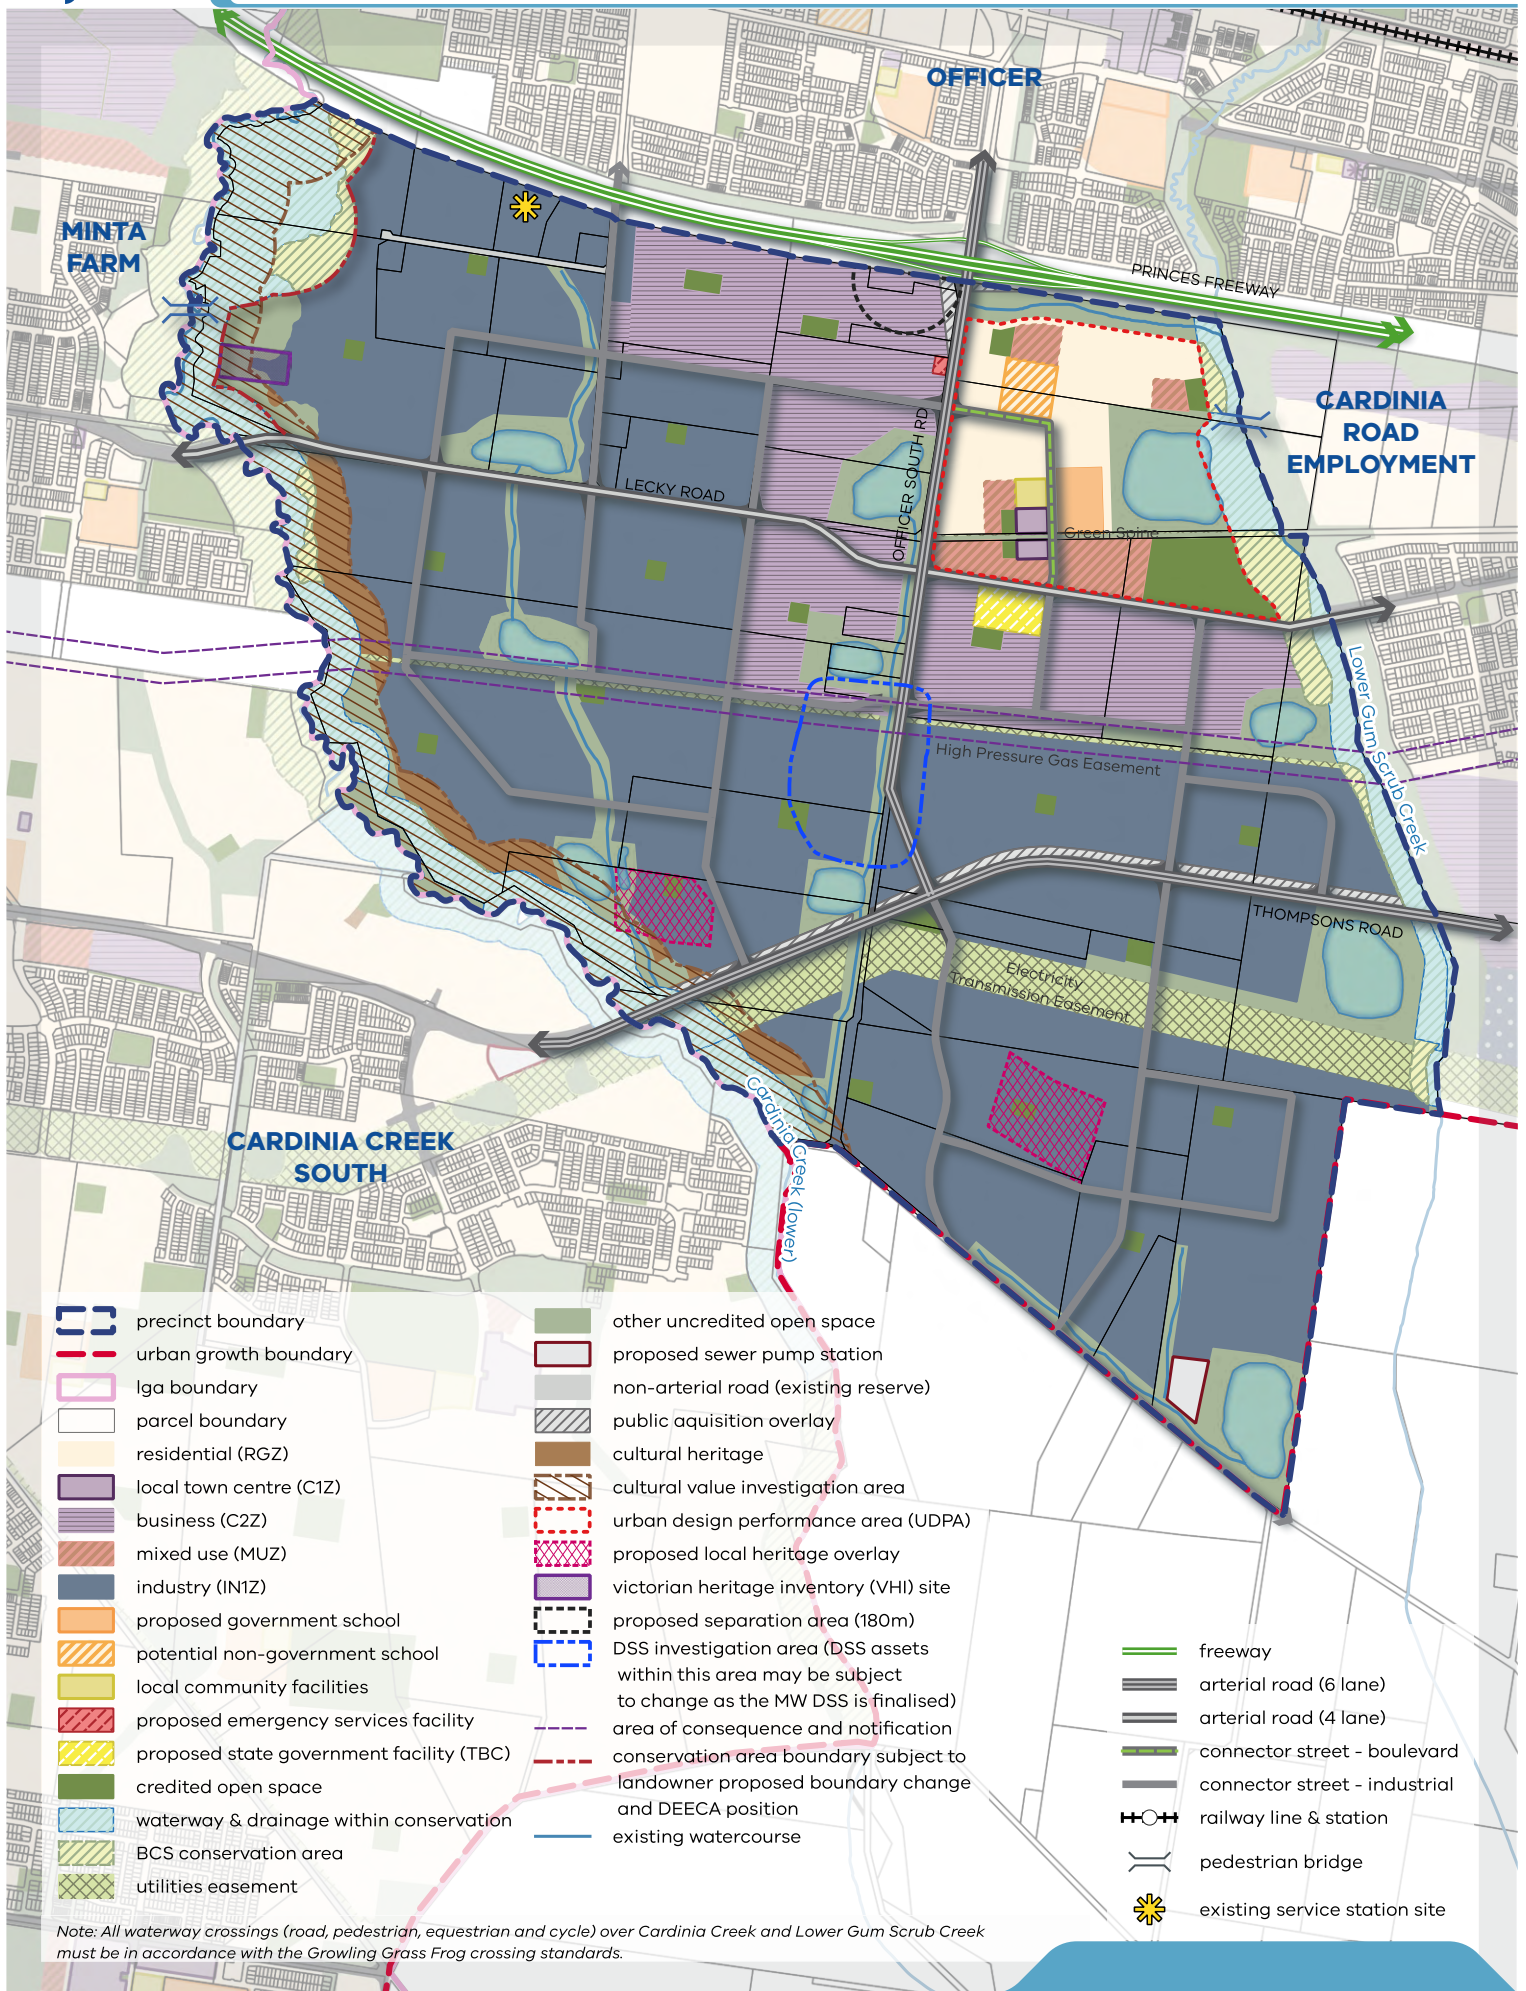 OFFICER
MINTA
FARM
PRINCES FREEWAY
CARDINIA
ROAD
EMPLOYMENT
OFFICER SOUTH RD
LECKY ROAD
Green Spine
Lower Gum Scrub Creek
High Pressure Gas Easement
THOMPSONS ROAD
Electricity
Transmission Easement
Cardinia Creek (lower)
CARDINIA CREEK
SOUTH
precinct boundary
urban growth boundary
lga boundary
parcel boundary
residential (RGZ)
local town centre (C1Z)
business (C2Z)
mixed use (MUZ)
industry (IN1Z)
proposed government school
potential non-government school
local community facilities
proposed emergency services facility
proposed state government facility (TBC)
credited open space
waterway & drainage within conservation
BCS conservation area
utilities easement
other uncredited open space
proposed sewer pump station
non-arterial road (existing reserve)
public aquisition overlay
cultural heritage
cultural value investigation area
urban design performance area (UDPA)
proposed local heritage overlay
victorian heritage inventory (VHI) site
proposed separation area (180m)
DSS investigation area (DSS assets
within this area may be subject
to change as the MW DSS is finalised)
area of consequence and notification
conservation area boundary subject to
landowner proposed boundary change
and DEECA position
existing watercourse
freeway
arterial road (6 lane)
arterial road (4 lane)
connector street - boulevard
connector street - industrial
railway line & station
pedestrian bridge
existing service station site
Note: All waterway crossings (road, pedestrian, equestrian and cycle) over Cardinia Creek and Lower Gum Scrub Creek
must be in accordance with the Growling Grass Frog crossing standards.